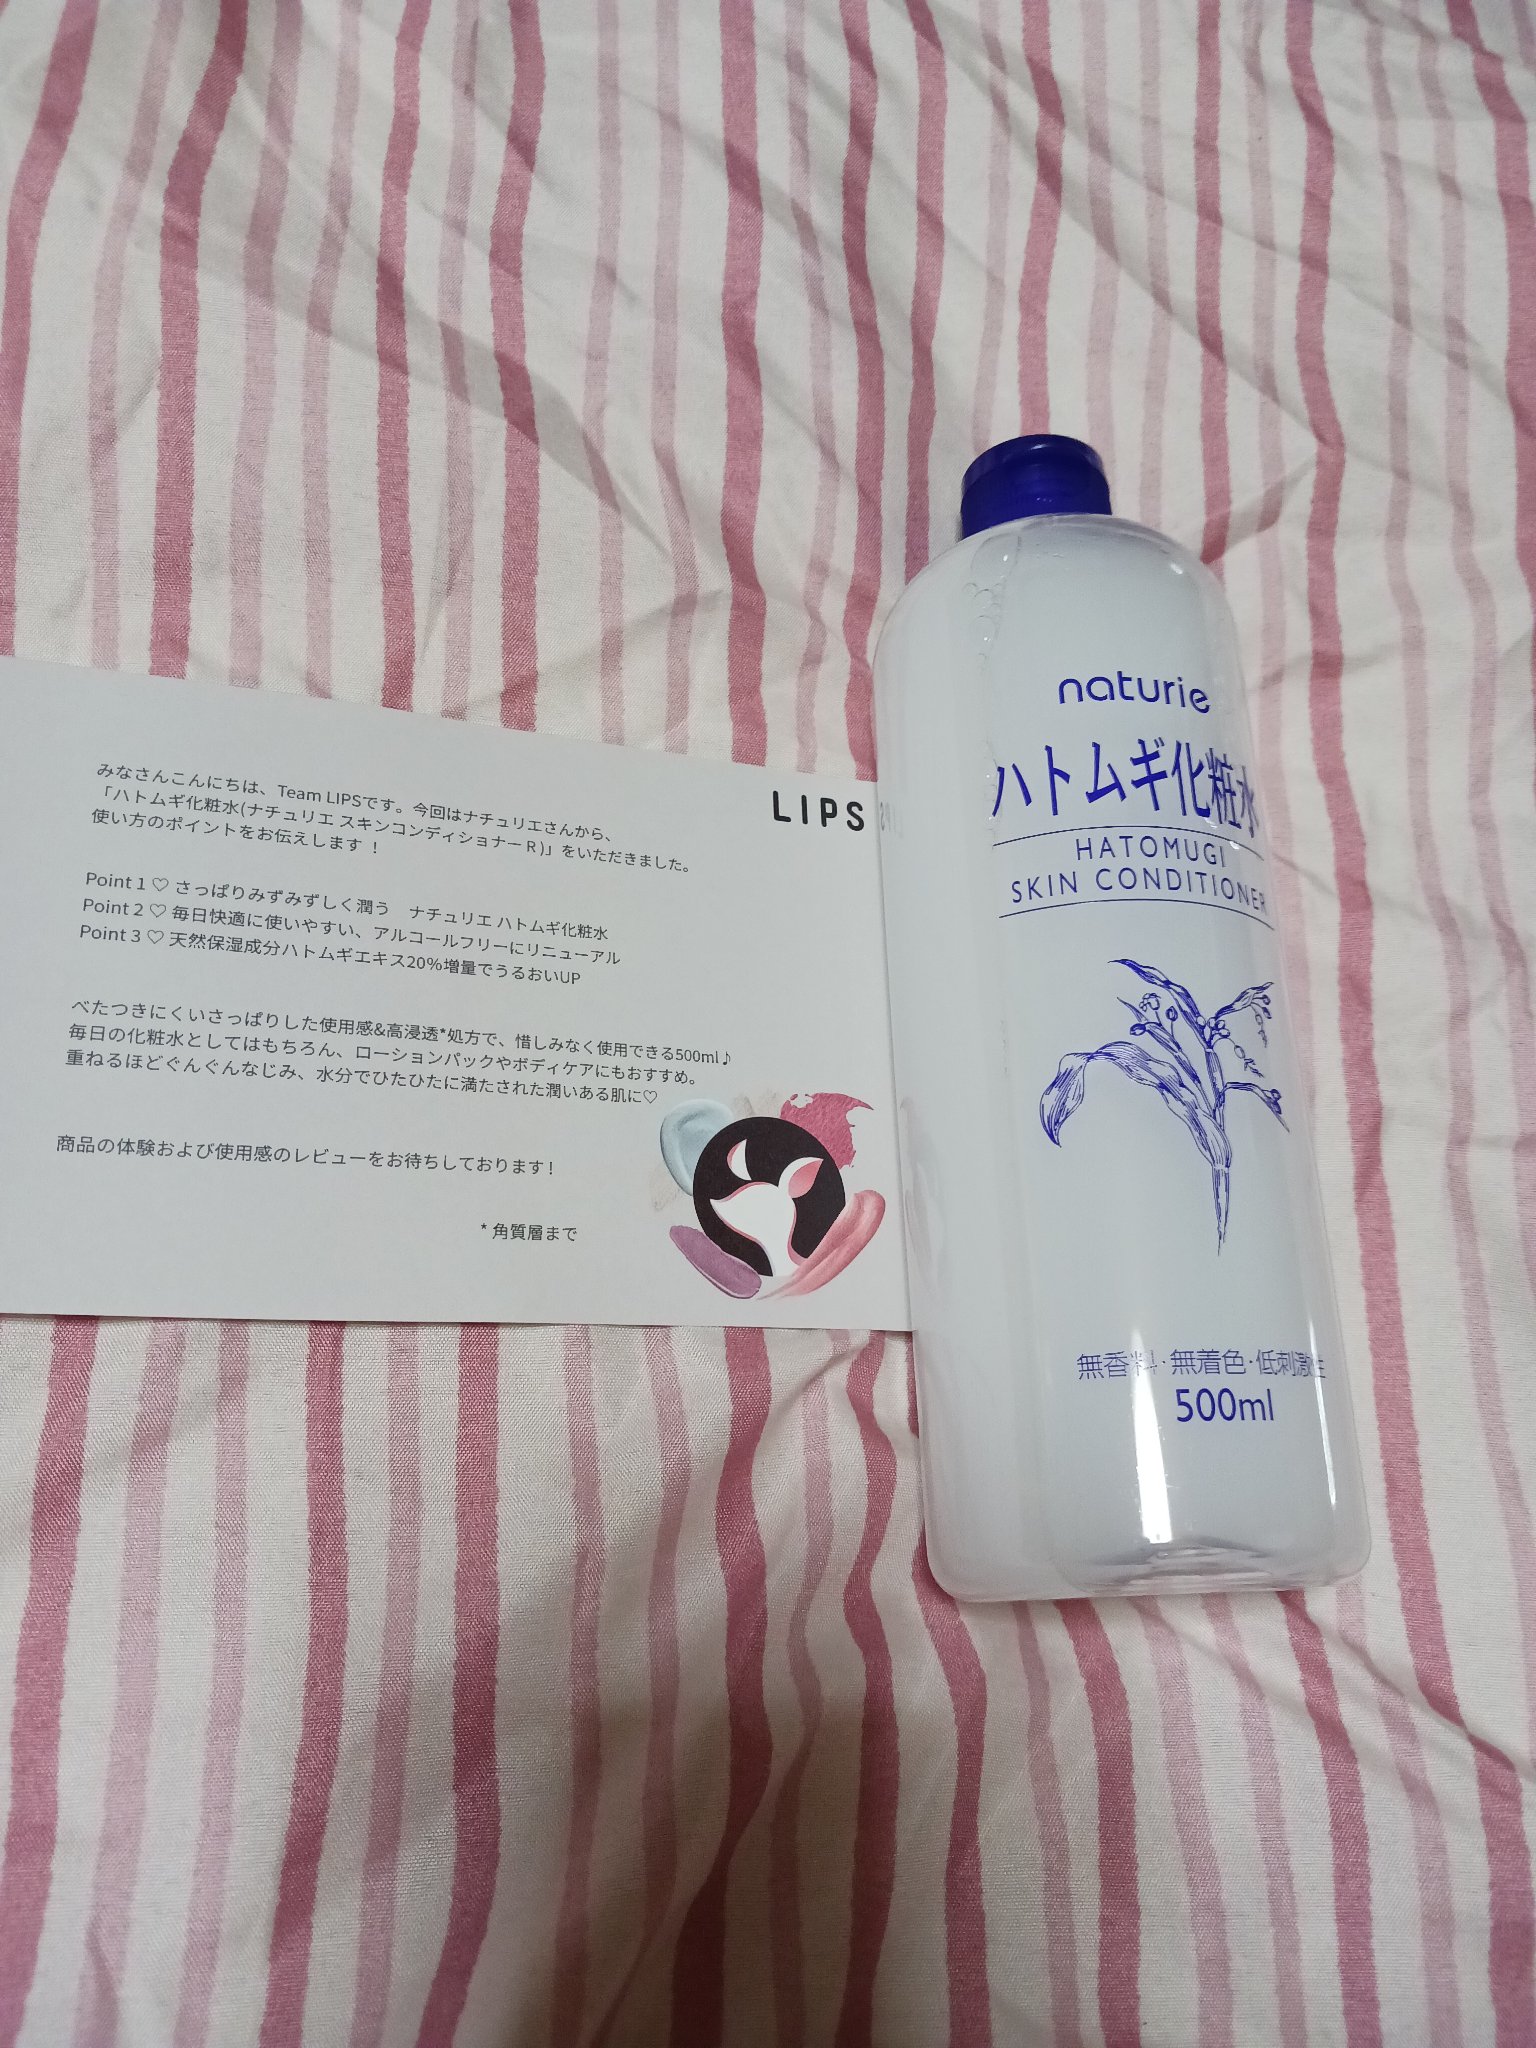 LIPS
みなさんこんにちは、Team LIPSです。今回はナチュリエさんから、
「ハトムギ化粧水(ナチュリエ スキンコンディショナー R )」をいただきました。
使い方のポイントをお伝えします ！
Point 1 ♡ さっぱりみずみずしく潤う　ナチュリエ ハトムギ化粧水
Point 2 ♡ 毎日快適に使いやすい、アルコールフリーにリニューアル
Point 3 ♡ 天然保湿成分ハトムギエキス20%増量でうるおいUP
べたつきにくいさっぱりした使用感&高浸透*処方で、惜しみなく使用できる500ml♪
毎日の化粧水としてはもちろん、ローションパックやボディケアにもおすすめ。
重ねるほどぐんぐんなじみ、水分でひたひたに満たされた潤いある肌に♡
商品の体験および使用感のレビューをお待ちしております！
* 角質層まで
naturie
ハトムギ化粧水
HATOMUGI
SKIN CONDITIONER
無香料・無着色・低刺激性
500ml